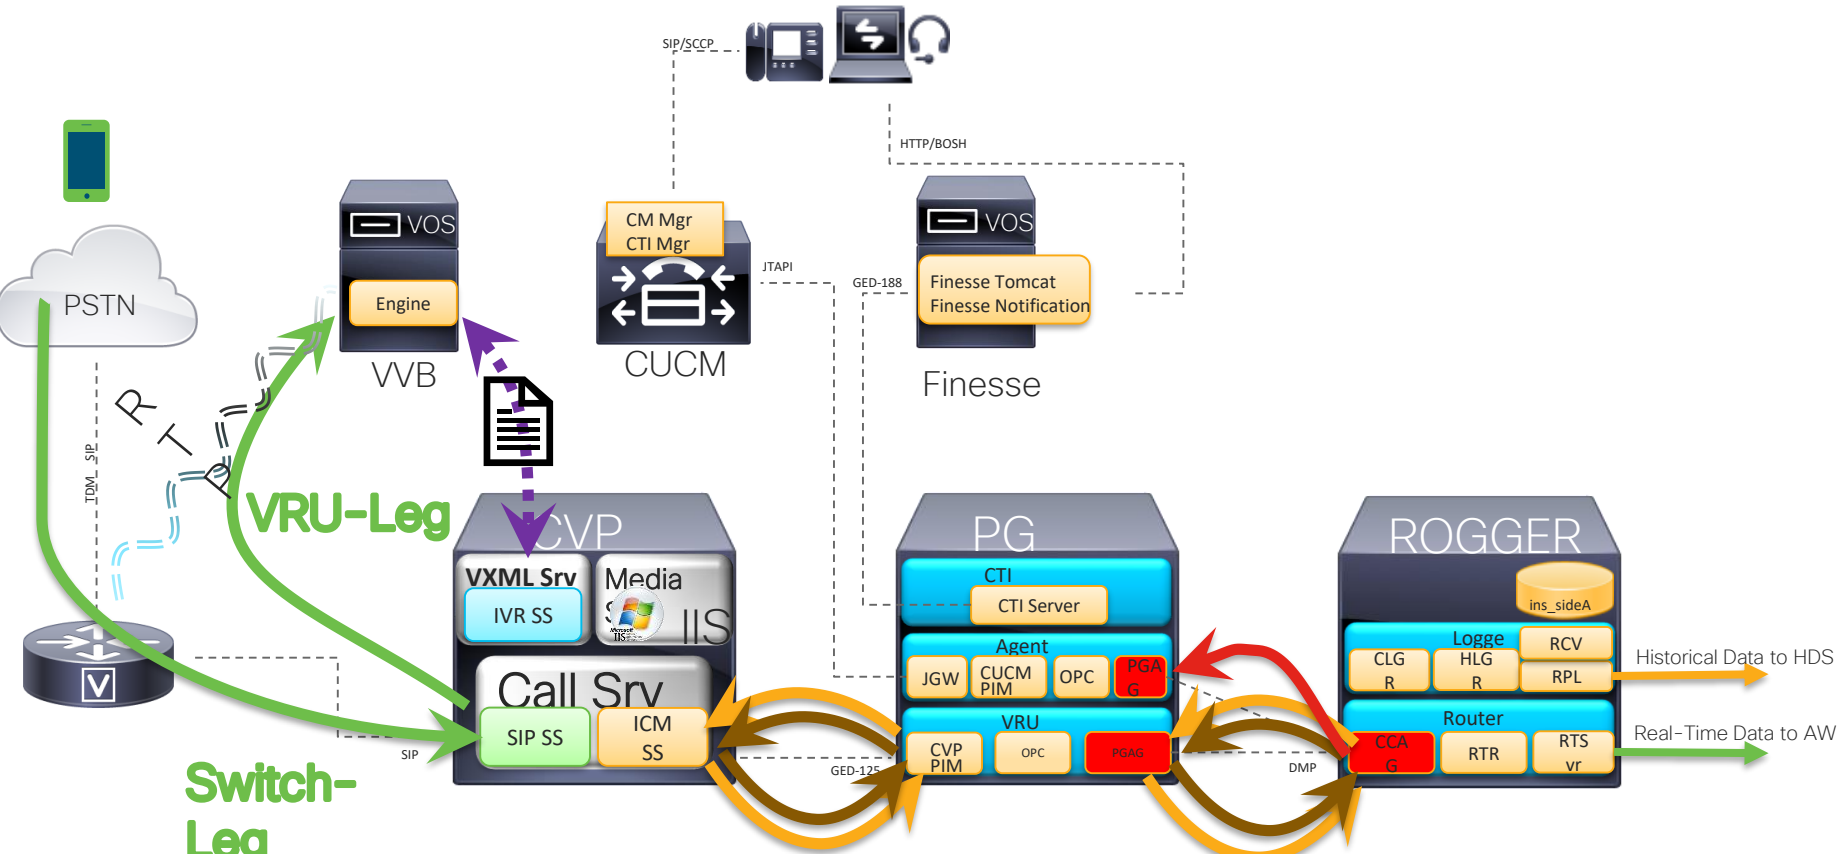 SIP/SCCP
HTTP/BOSH
VOS
CM Mgr
CTI Mgr
VOS
JTAPI
GED-188
Engine
Finesse Tomcat
Finesse Notification
PSTN
VVB
CUCM
Finesse
R
T
P
TDM SIP
VRU-Leg
CVP
PG
ROGGER
VXML Srv
IVR SS
Media
S
Microsoft
IIS
IIS
CTI
CTI Server
ins_sideA
Agent
JGW
CUCM
PIM
OPC
PGA
G
Logge
CLG
R
HLG
R
RCV
RPL
Historical Data to HDS
V
Call Srv
SIP SS
ICM
SS
VRU
CVP
PIM
OPC
PGAG
Router
CCA
G
RTR
RTS
vr
Real-Time Data to AW
SIP
GED-125
DMP
Switch-
Leg